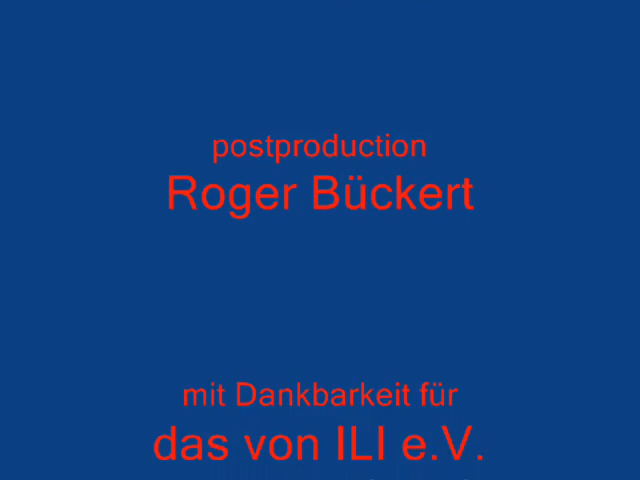 postproduction
Roger Bückert
mit Dankbarkeit für
das von ILI e.V.